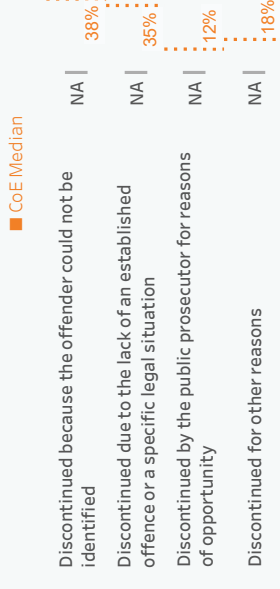 CoE Median
Discontinued because the offender could not be
identified
NA
38%
Discontinued due to the lack of an established
offence or a specific legal situation
NA
35%
Discontinued by the public prosecutor for reasons
of opportunity
NA
12%
Discontinued for other reasons
NA
18%